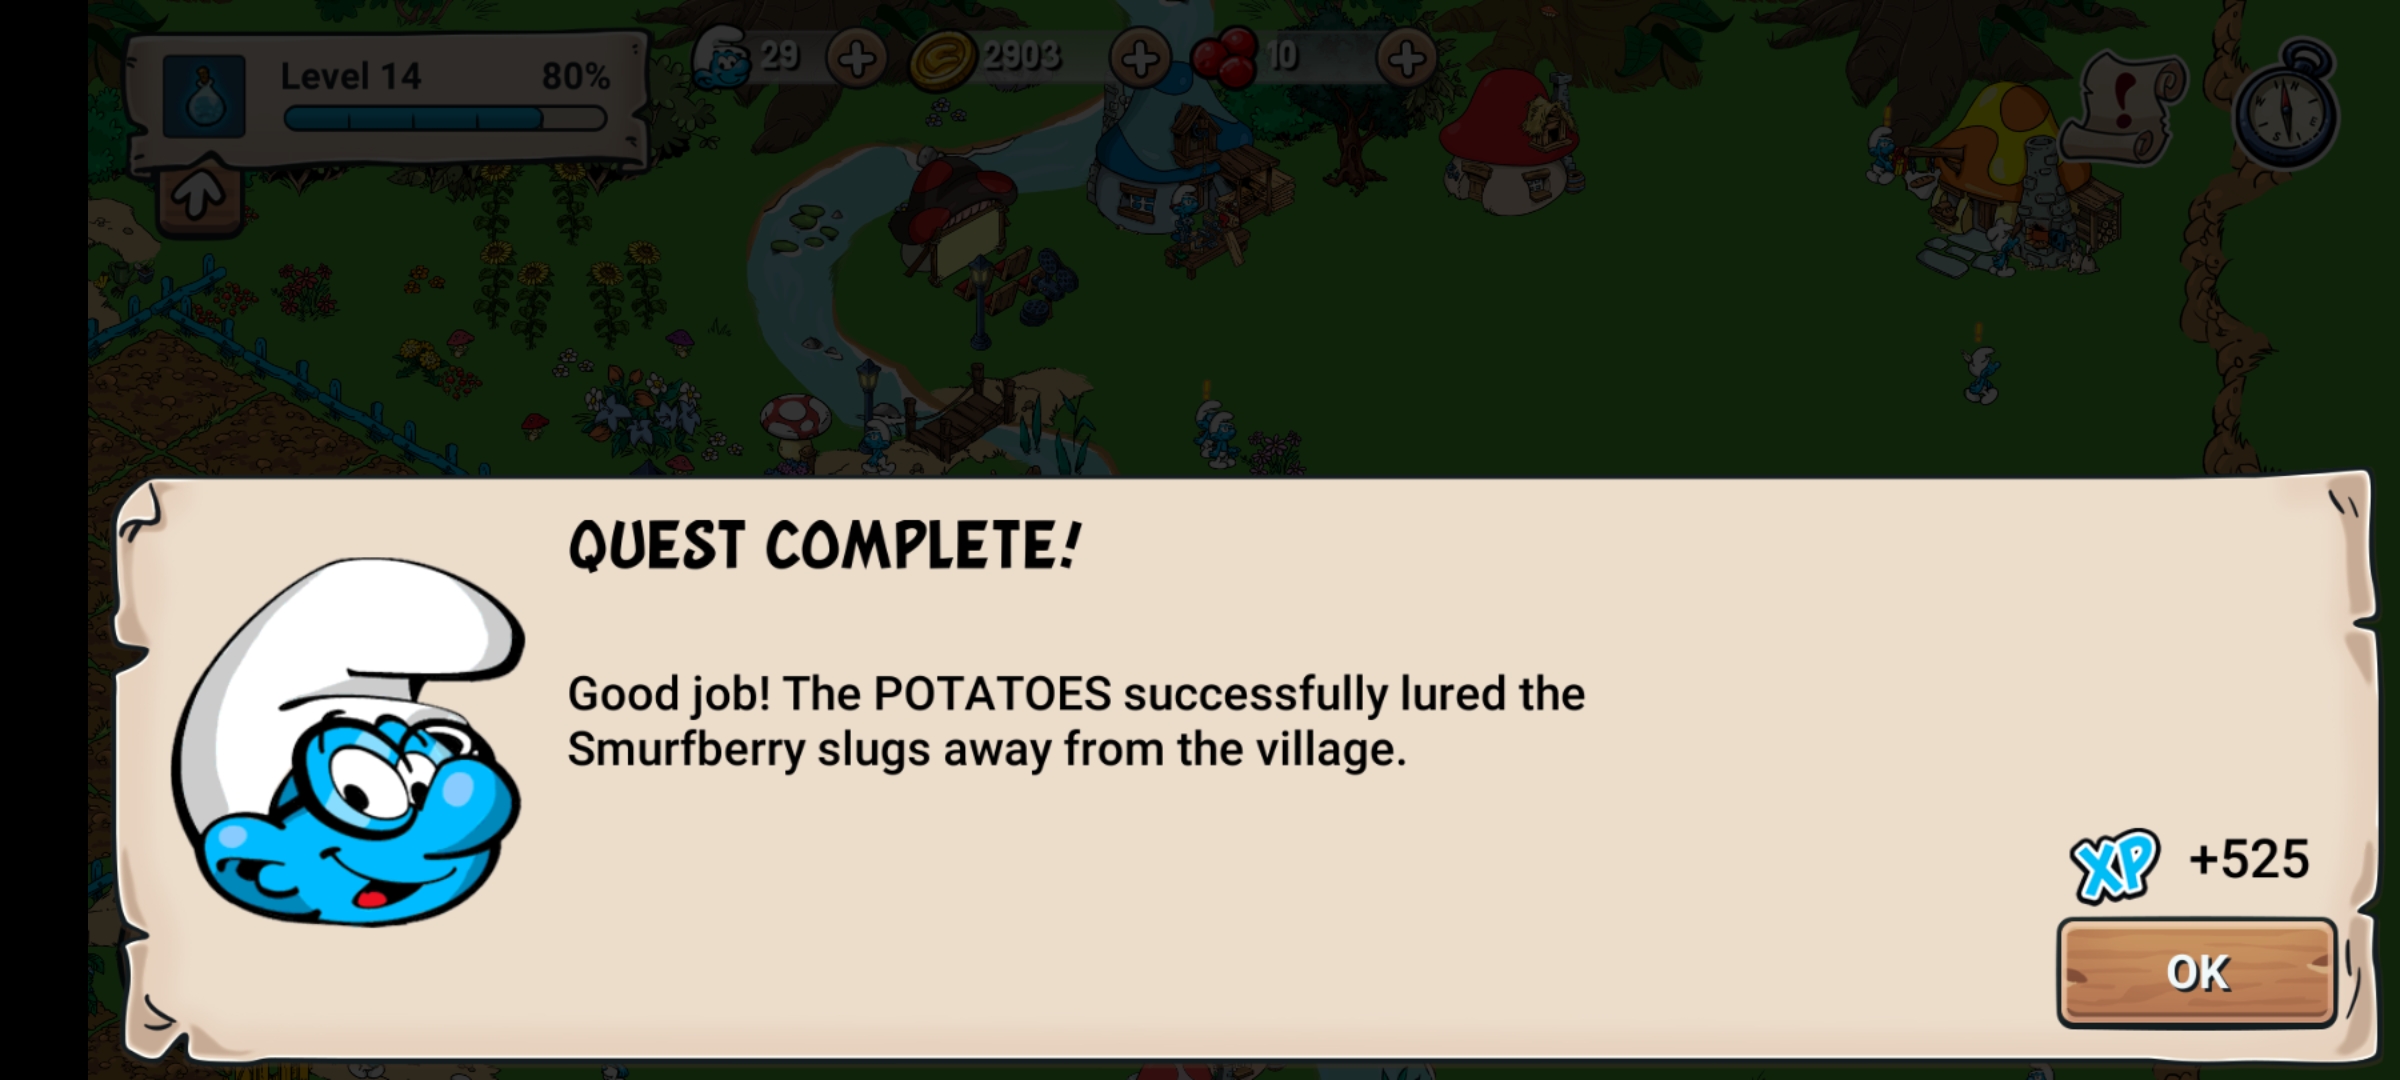 Level 14 80%
29
2903
10
QUEST COMPLETE!
Good job! The POTATOES successfully lured the
Smurfberry slugs away from the village.
XP +525
OK